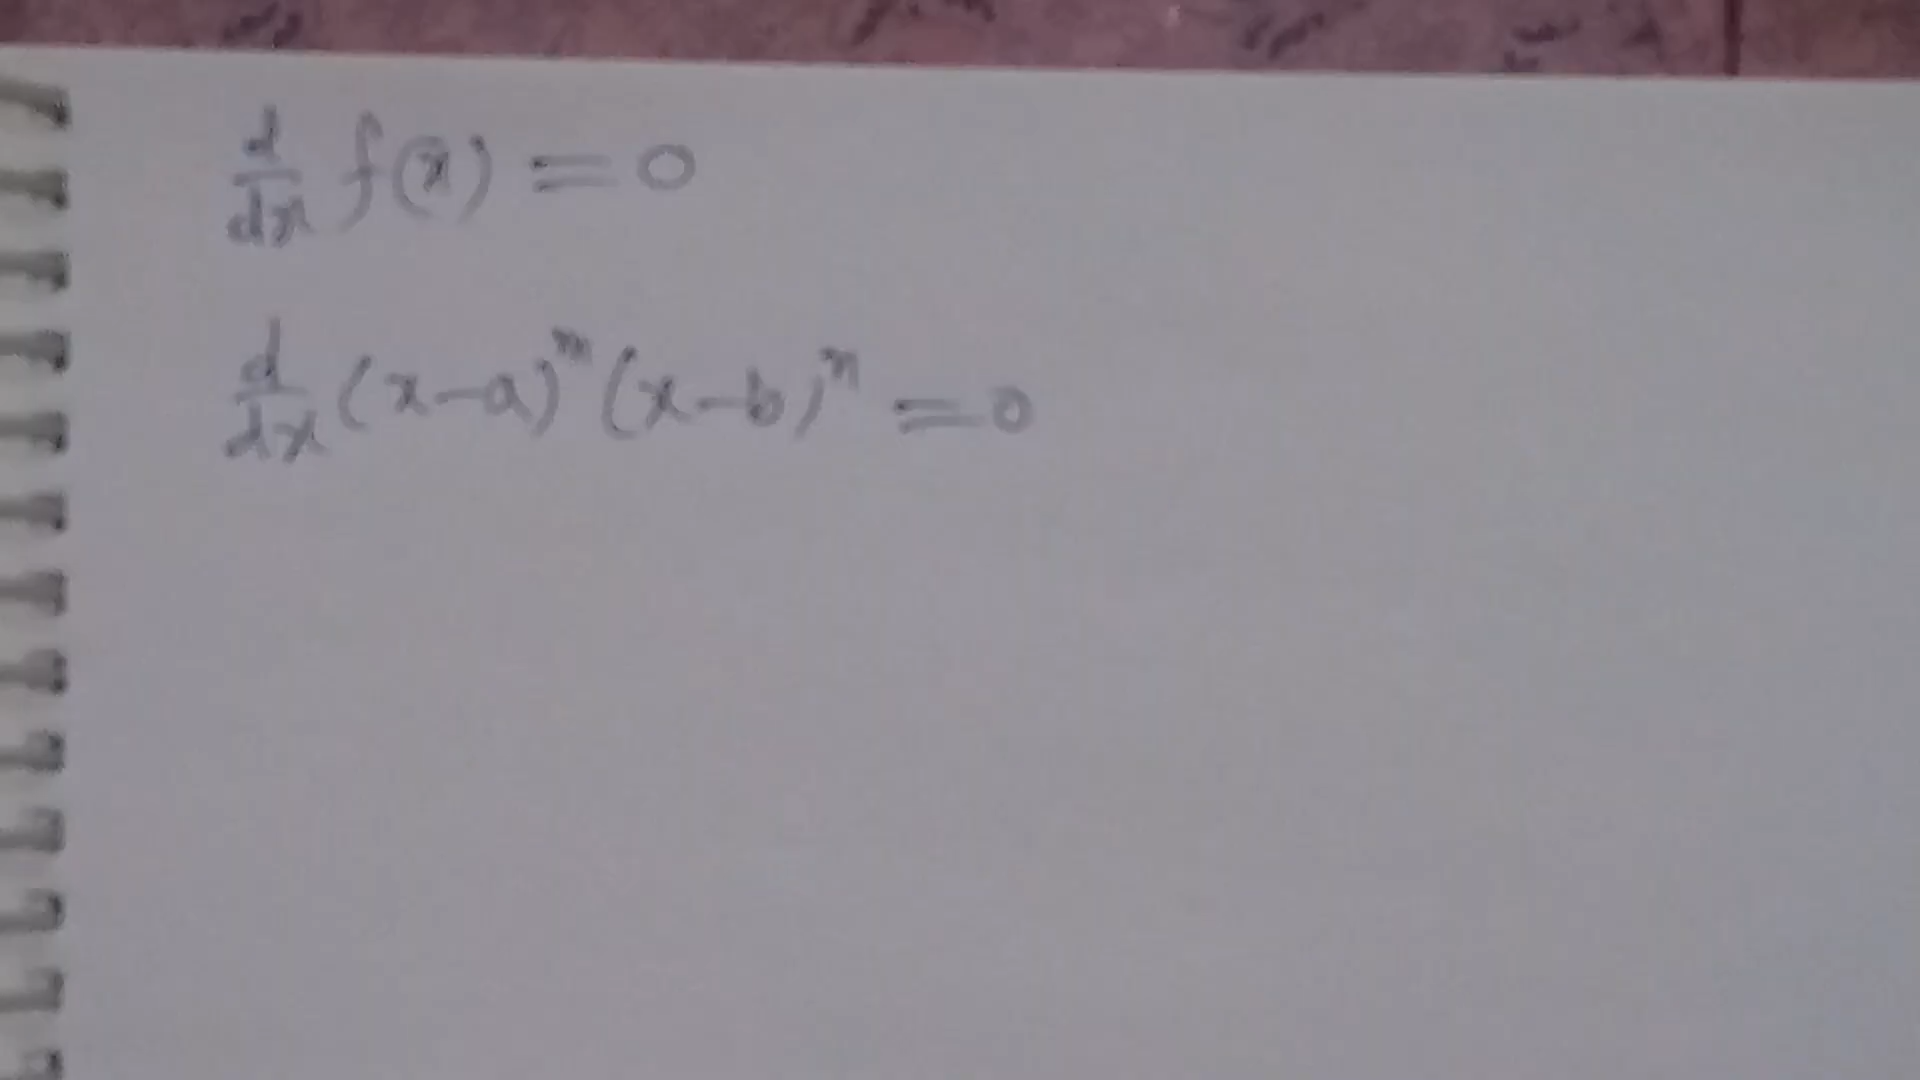 d/dx f(x) = 0
d/dx (x-a)^m (x-b)^n = 0